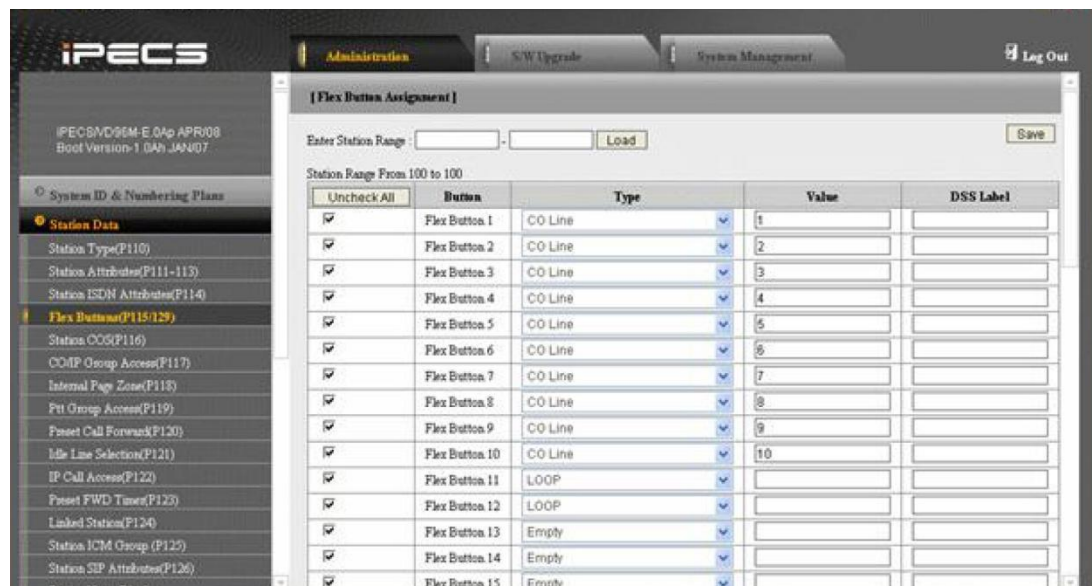 iPECS
Administration
S/W Upgrade
System Management
Log Out
iPECS/VD96M-E.0Ap APR/08
Boot Version-1.0Ah JAN/07
System ID & Numbering Plans
Station Data
Station Type(P110)
Station Attributes(P111-113)
Station ISDN Attributes(P114)
Flex Buttons(P115/129)
Station COS(P116)
CO/IP Group Access(P117)
Internal Page Zone(P118)
Ptt Group Access(P119)
Preset Call Forward(P120)
Idle Line Selection(P121)
IP Call Access(P122)
Preset FWD Timer(P123)
Linked Station(P124)
Station ICM Group (P125)
Station SIP Attributes(P126)
[ Flex Button Assignment ]
Enter Station Range : - Load Save
Station Range From 100 to 100
Uncheck All Button Type Value DSS Label
Flex Button 1 CO Line 1
Flex Button 2 CO Line 2
Flex Button 3 CO Line 3
Flex Button 4 CO Line 4
Flex Button 5 CO Line 5
Flex Button 6 CO Line 6
Flex Button 7 CO Line 7
Flex Button 8 CO Line 8
Flex Button 9 CO Line 9
Flex Button 10 CO Line 10
Flex Button 11 LOOP
Flex Button 12 LOOP
Flex Button 13 Empty
Flex Button 14 Empty
Flex Button 15 Empty